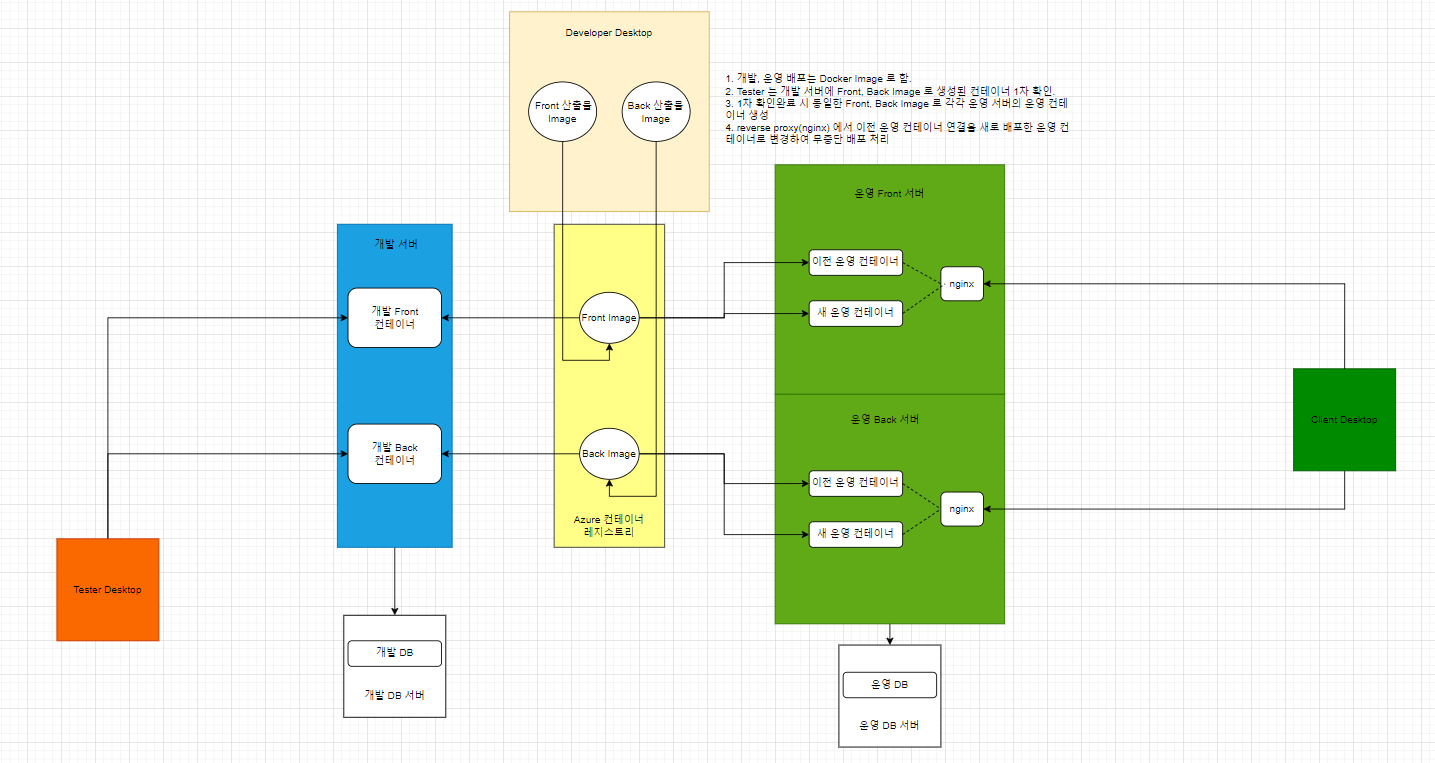 Developer Desktop
Front 산출물
Image
Back 산출물
Image
1. 개발, 운영 배포는 Docker Image 로 함.
2. Tester 는 개발 서버에 Front, Back Image 로 생성된 컨테이너 1차 확인.
3. 1차 확인완료 시 동일한 Front, Back Image 로 각각 운영 서버의 운영 컨테
이너 생성
4. reverse proxy(nginx) 에서 이전 운영 컨테이너 연결을 새로 배포한 운영 컨
테이너로 변경하여 무중단 배포 처리
개발 서버
개발 Front
컨테이너
개발 Back
컨테이너
Front Image
Back Image
Azure 컨테이너
레지스트리
운영 Front 서버
이전 운영 컨테이너
새 운영 컨테이너
nginx
운영 Back 서버
이전 운영 컨테이너
새 운영 컨테이너
nginx
Client Desktop
Tester Desktop
개발 DB
개발 DB 서버
운영 DB
운영 DB 서버